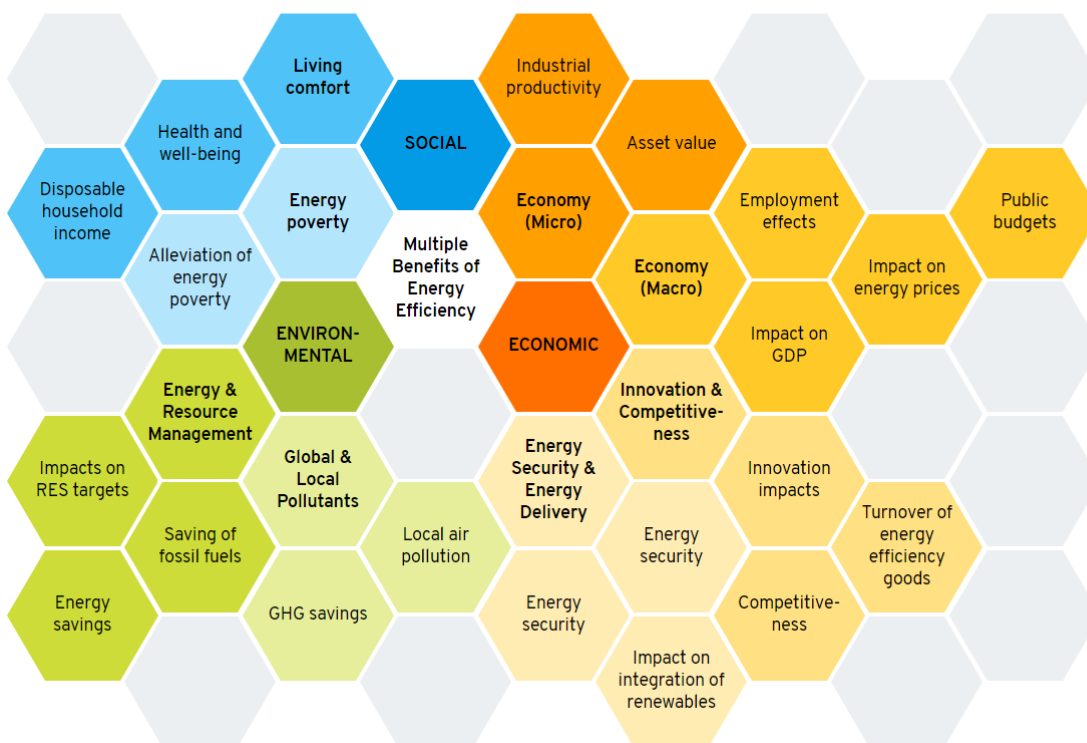 Living
comfort
Industrial
productivity
Health and
well-being
SOCIAL
Asset value
Disposable
household
income
Energy
poverty
Economy
(Micro)
Employment
effects
Public
budgets
Alleviation of
energy
poverty
Multiple
Benefits of
Energy
Efficiency
Economy
(Macro)
Impact on
energy prices
ENVIRON-
MENTAL
ECONOMIC
Impact on
GDP
Energy &
Resource
Management
Innovation &
Competitive-
ness
Impacts on
RES targets
Global &
Local
Pollutants
Energy
Security &
Energy
Delivery
Innovation
impacts
Saving of
fossil fuels
Local air
pollution
Energy
security
Turnover of
energy
efficiency
goods
Energy
savings
GHG savings
Energy
security
Competitive-
ness
Impact on
integration of
renewables